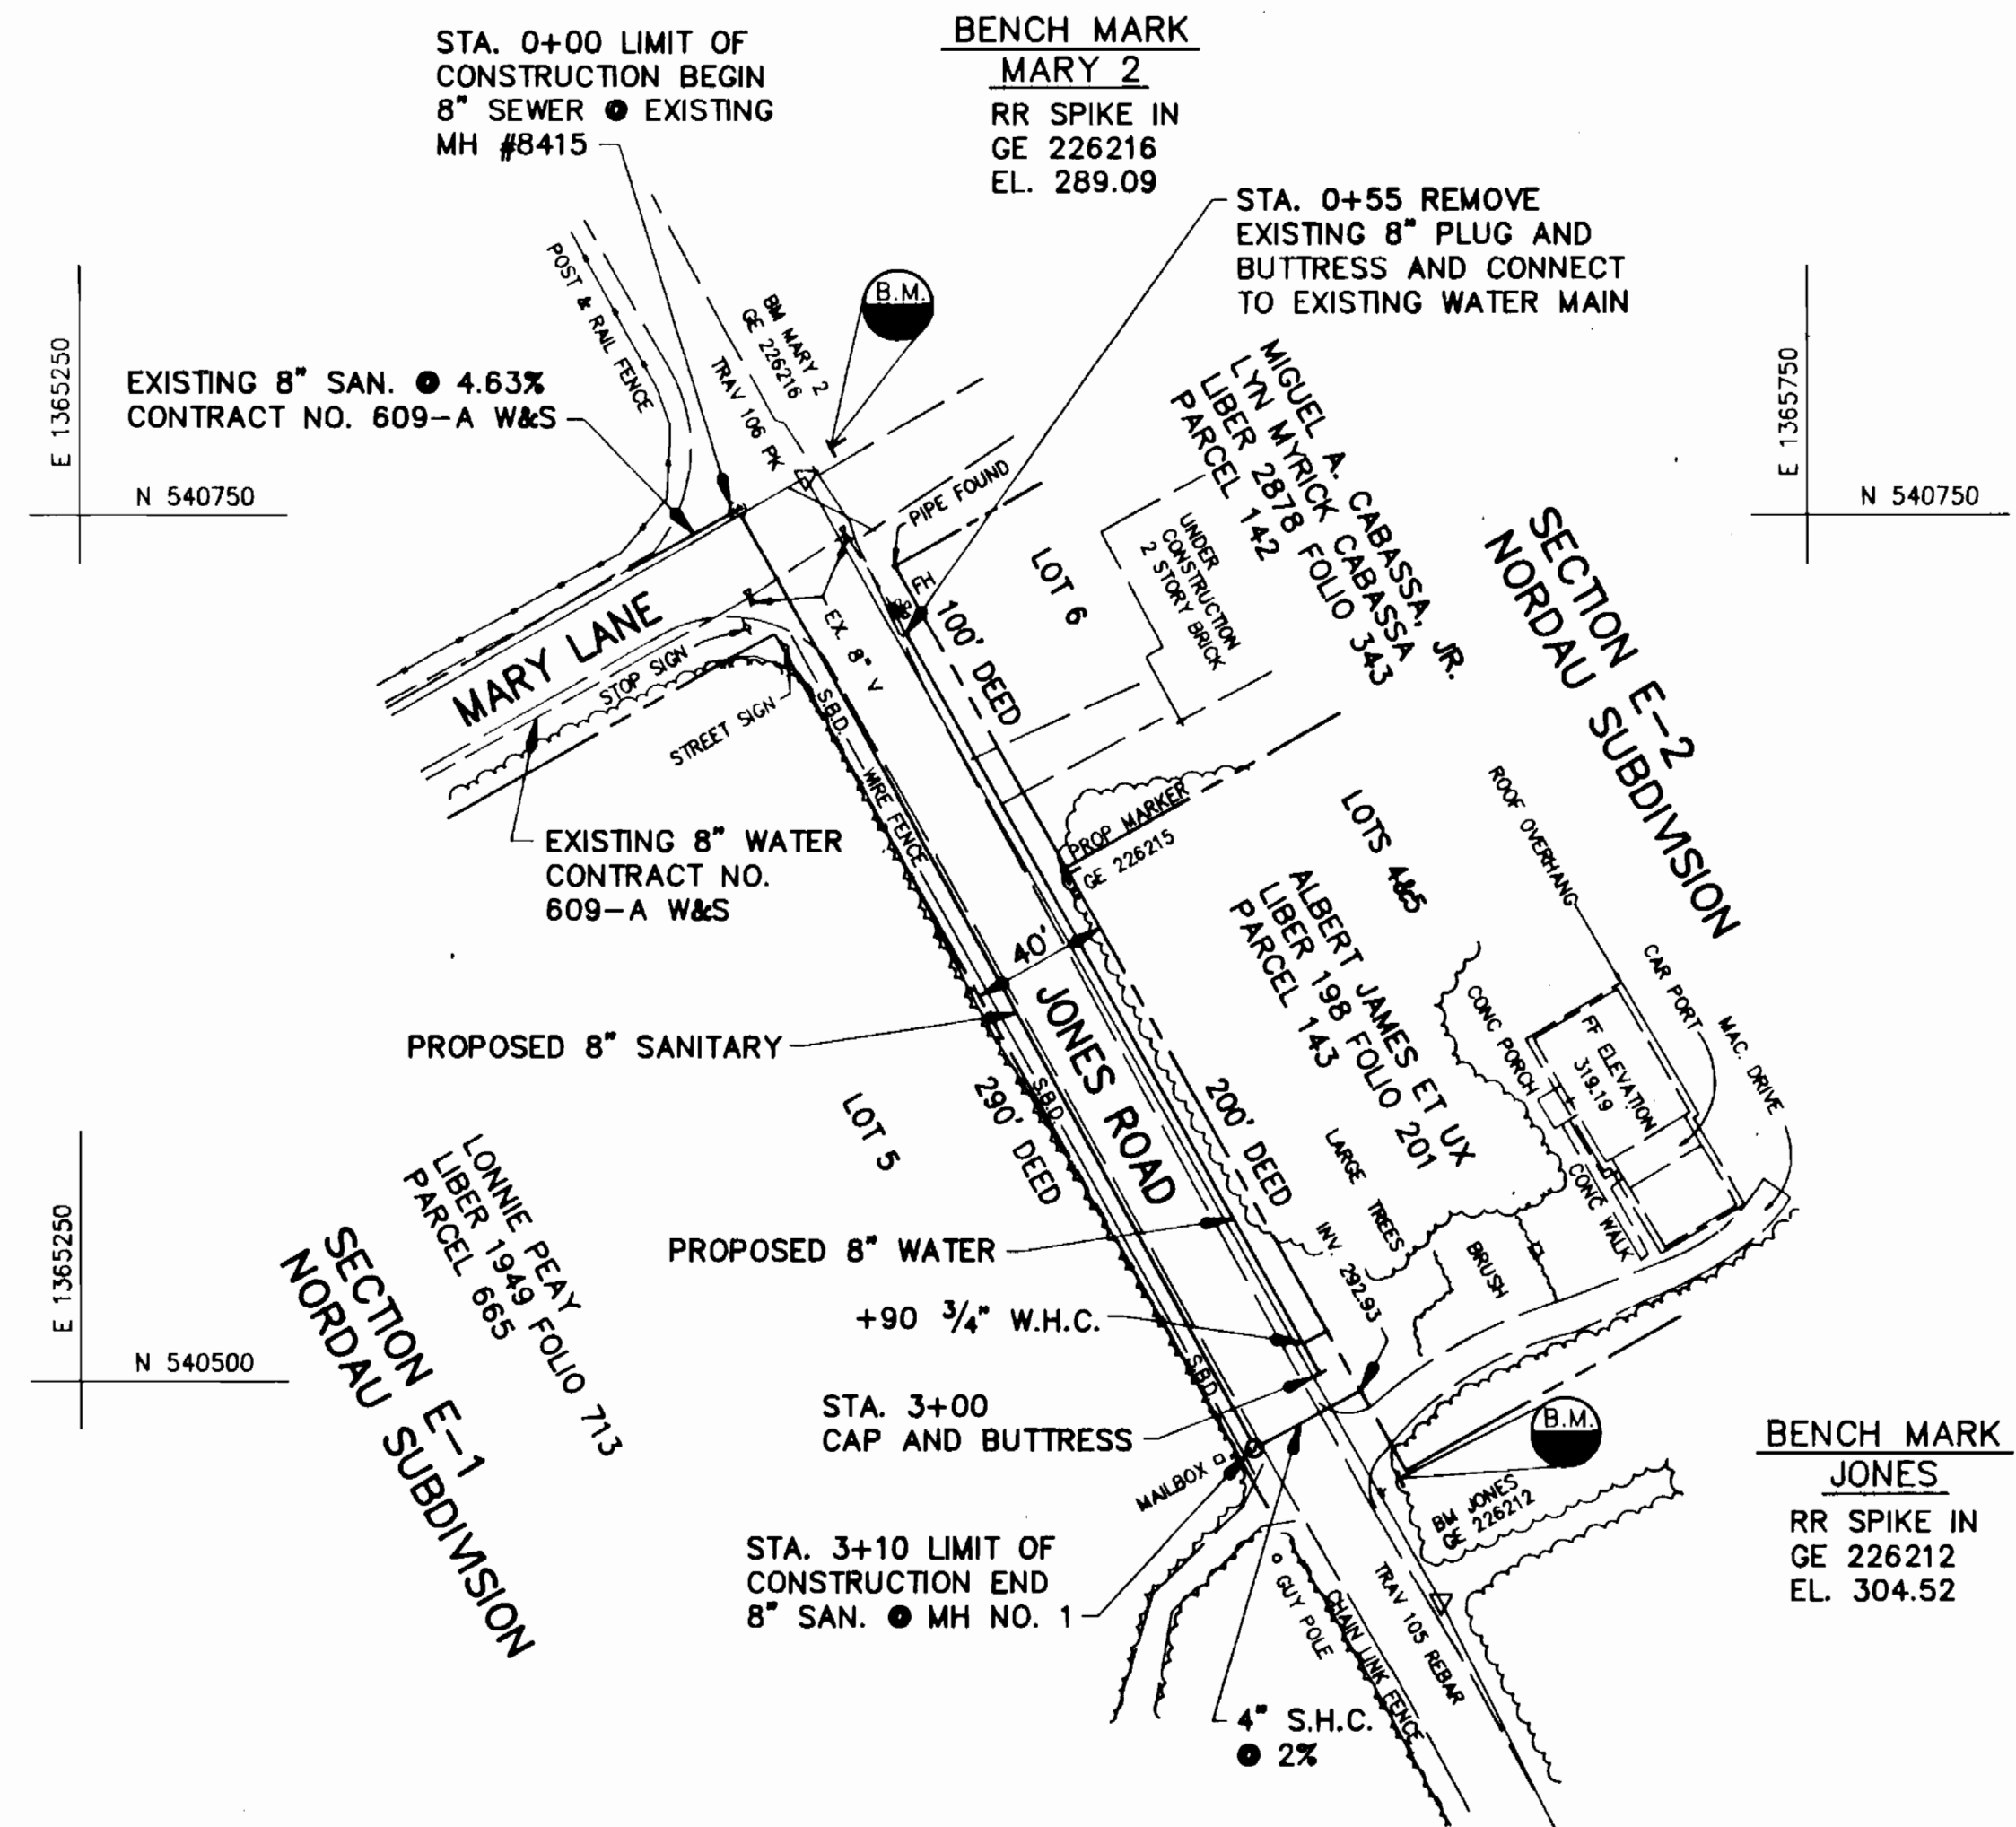 STA. 0+00 LIMIT OF
CONSTRUCTION BEGIN
8" SEWER @ EXISTING
MH #8415
BENCH MARK
MARY 2
RR SPIKE IN
GE 226216
EL. 289.09
STA. 0+55 REMOVE
EXISTING 8" PLUG AND
BUTTRESS AND CONNECT
TO EXISTING WATER MAIN
POST & RAIL FENCE
TRAV 106 PK
BM MARY 2
GE 226216
B.M.
E 1365250
N 540750
EXISTING 8" SAN. @ 4.63%
CONTRACT NO. 609-A W&S
E 1365750
N 540750
PIPE FOUND
FH
100' DEED
LOT 6
UNDER
CONSTRUCTION
2 STORY BRICK
MIGUEL A. CABASSA, JR.
LYN MYRICK CABASSA
LIBER 2878 FOLIO 343
PARCEL 142
SECTION E-2
NORDAU SUBDIVISION
MARY LANE
STOP SIGN
STREET SIGN
EX. 8" V
S.B.D.
WIRE FENCE
EXISTING 8" WATER
CONTRACT NO.
609-A W&S
PROP MARKER
GE 226215
LOTS 4&5
ALBERT JAMES ET UX
LIBER 198 FOLIO 201
PARCEL 143
ROOF OVERHANG
CAR PORT
MAC. DRIVE
CONC PORCH
FF ELEVATION
319.19
CONC WALK
40'
JONES ROAD
PROPOSED 8" SANITARY
S.B.D.
290' DEED
200' DEED
LOT 5
LARGE TREES
BRUSH
INV. 292.93
E 1365250
N 540500
LONNIE PEAY
LIBER 1949 FOLIO 713
PARCEL 665
SECTION E-1
NORDAU SUBDIVISION
PROPOSED 8" WATER
+90 3/4" W.H.C.
S.B.D.
STA. 3+00
CAP AND BUTTRESS
MAILBOX
B.M.
BM JONES
GE 226212
BENCH MARK
JONES
RR SPIKE IN
GE 226212
EL. 304.52
STA. 3+10 LIMIT OF
CONSTRUCTION END
8" SAN. @ MH NO. 1
GUY POLE
CHAIN LINK FENCE
TRAV 105 REBAR
4" S.H.C.
@ 2%